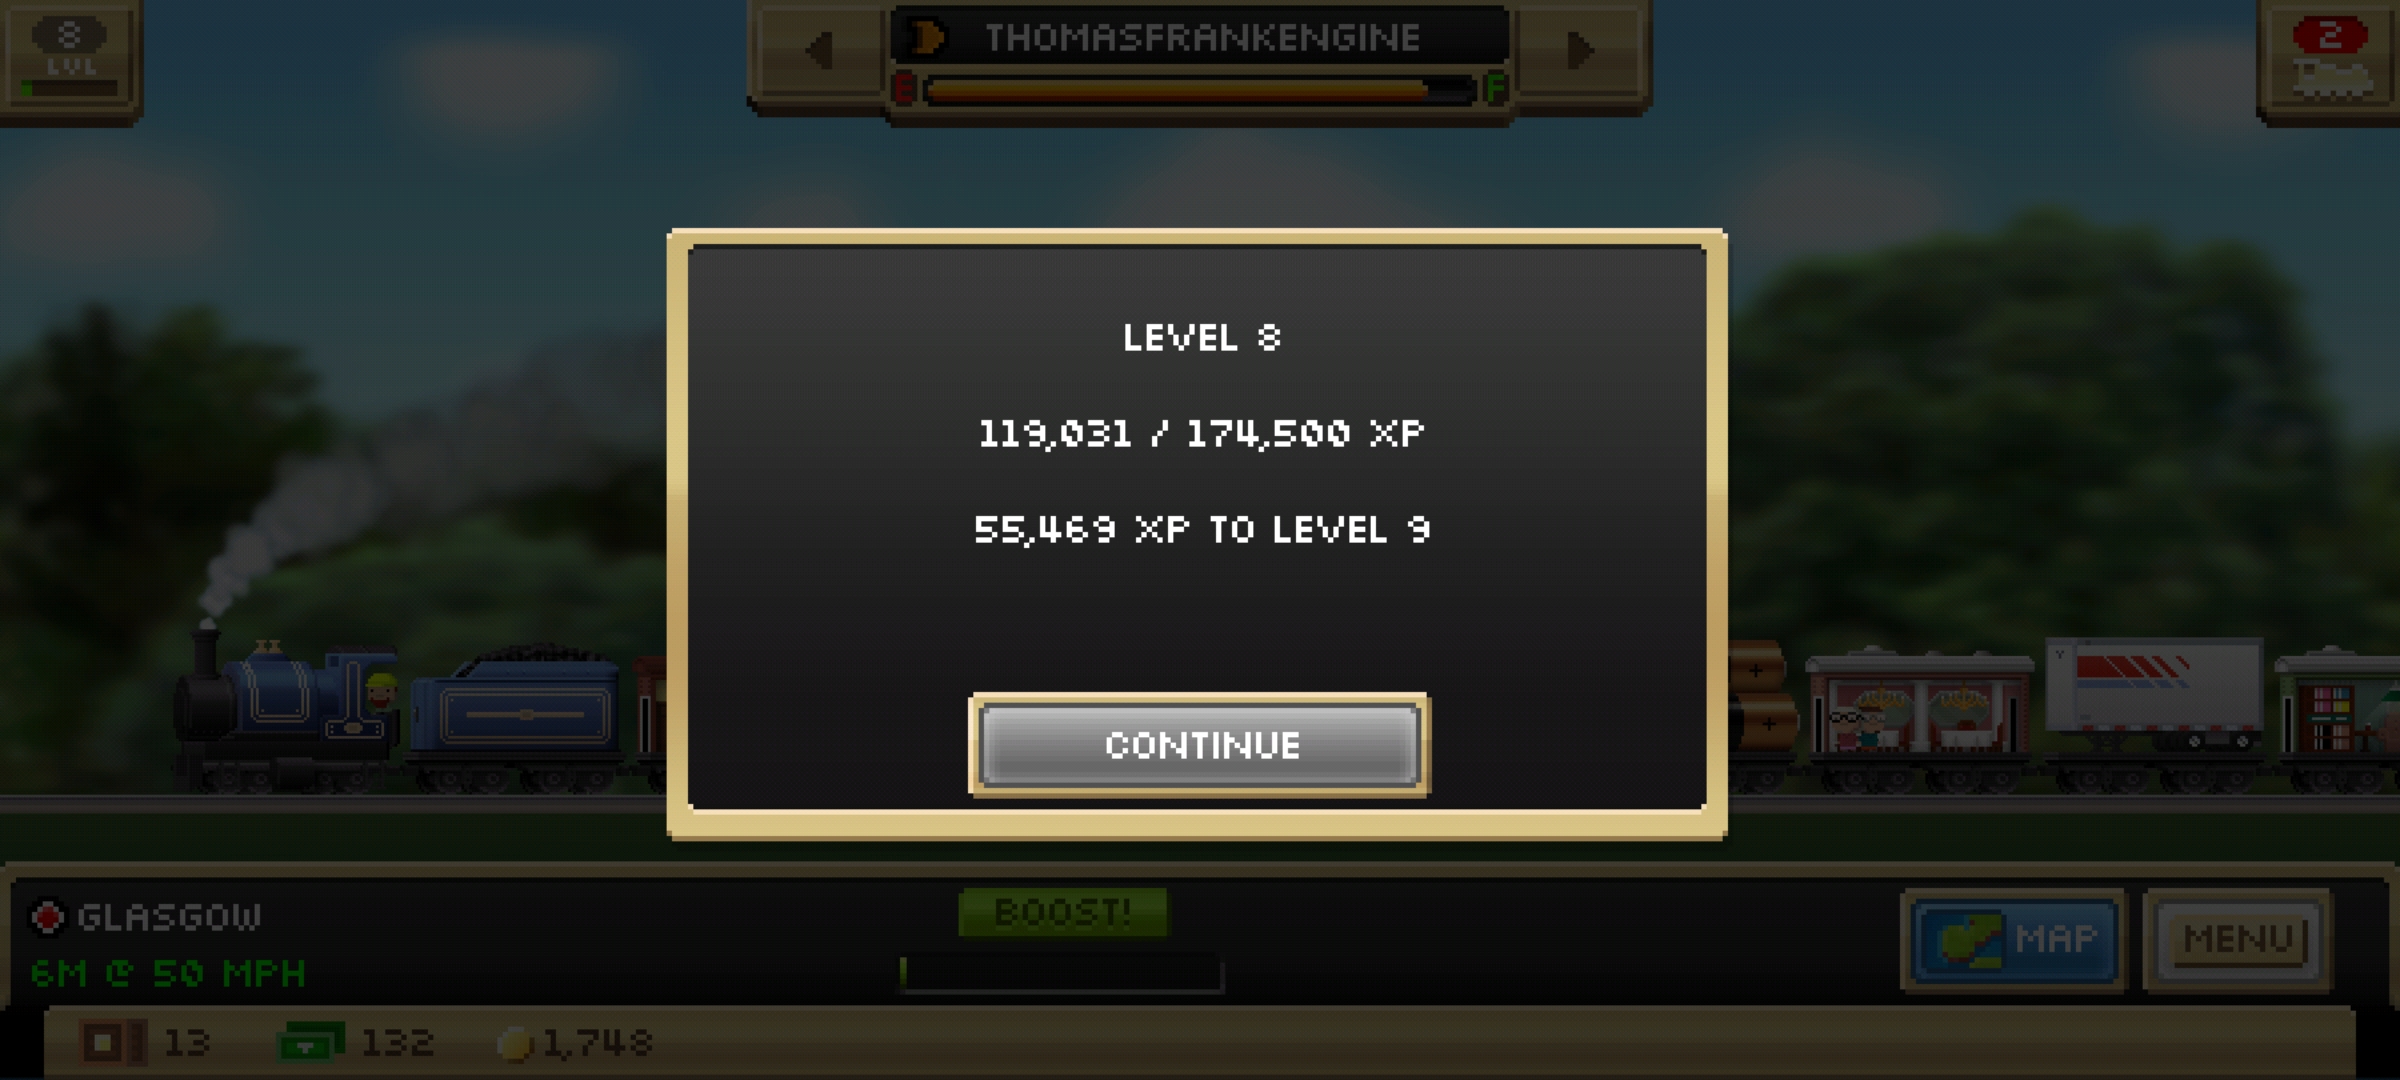 8
LVL
THOMASFRANKENGINE
E F
2
LEVEL 8
119,031 / 174,500 XP
55,469 XP TO LEVEL 9
CONTINUE
GLASGOW
6M @ 50 MPH
BOOST!
MAP
MENU
13 132 1,748